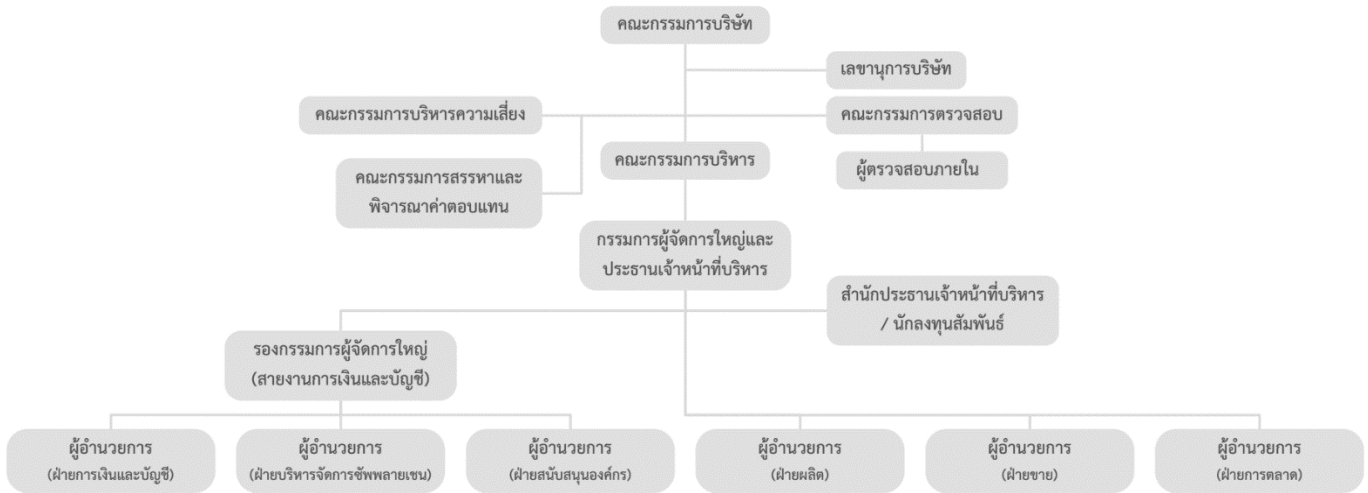 คณะกรรมการบริษัท
เลขานุการบริษัท
คณะกรรมการบริหารความเสี่ยง
คณะกรรมการตรวจสอบ
คณะกรรมการบริหาร
ผู้ตรวจสอบภายใน
คณะกรรมการสรรหาและ
พิจารณาค่าตอบแทน
กรรมการผู้จัดการใหญ่และ
ประธานเจ้าหน้าที่บริหาร
สำนักประธานเจ้าหน้าที่บริหาร
/ นักลงทุนสัมพันธ์
รองกรรมการผู้จัดการใหญ่
(สายงานการเงินและบัญชี)
ผู้อำนวยการ
(ฝ่ายการเงินและบัญชี)
ผู้อำนวยการ
(ฝ่ายบริหารจัดการซัพพลายเชน)
ผู้อำนวยการ
(ฝ่ายสนับสนุนองค์กร)
ผู้อำนวยการ
(ฝ่ายผลิต)
ผู้อำนวยการ
(ฝ่ายขาย)
ผู้อำนวยการ
(ฝ่ายการตลาด)